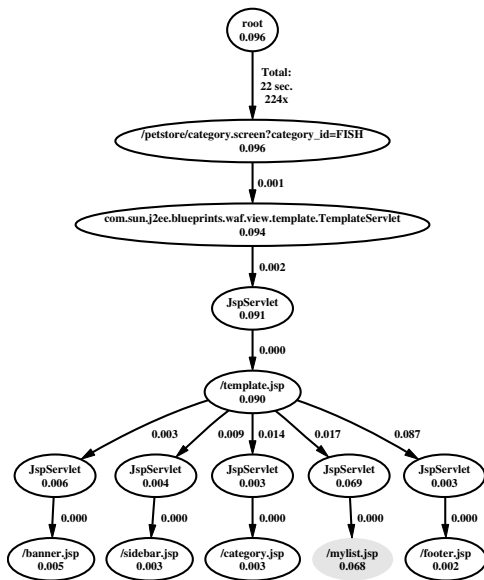 root
0.096
Total:
22 sec.
224x
/petstore/category.screen?category_id=FISH
0.096
0.001
com.sun.j2ee.blueprints.waf.view.template.TemplateServlet
0.094
0.002
JspServlet
0.091
0.000
/template.jsp
0.090
0.003 0.009 0.014 0.017 0.087
JspServlet JspServlet JspServlet JspServlet JspServlet
0.006 0.004 0.003 0.069 0.003
0.000 0.000 0.000 0.000 0.000
/banner.jsp /sidebar.jsp /category.jsp /mylist.jsp /footer.jsp
0.005 0.003 0.003 0.068 0.002